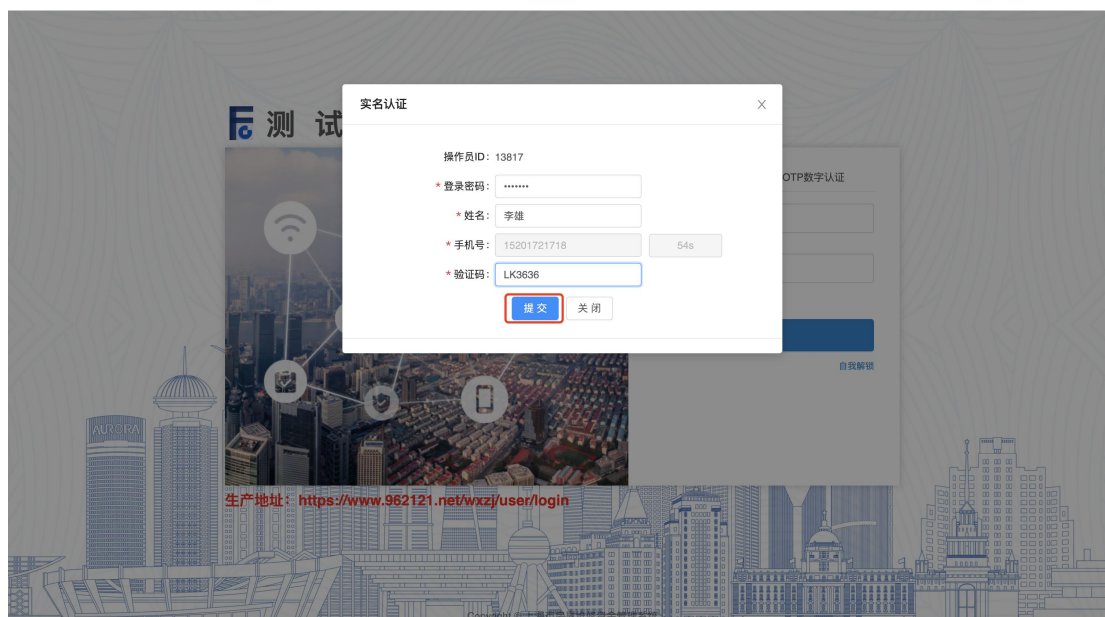 实名认证
测 试
操作员ID: 13817
OTP数字认证
* 登录密码: •••••••
* 姓名: 李雄
* 手机号: 15201721718 54s
* 验证码: LK3636
提 交 关 闭
自我解锁
AURORA
生产地址: https://www.962121.net/wxzj/user/login